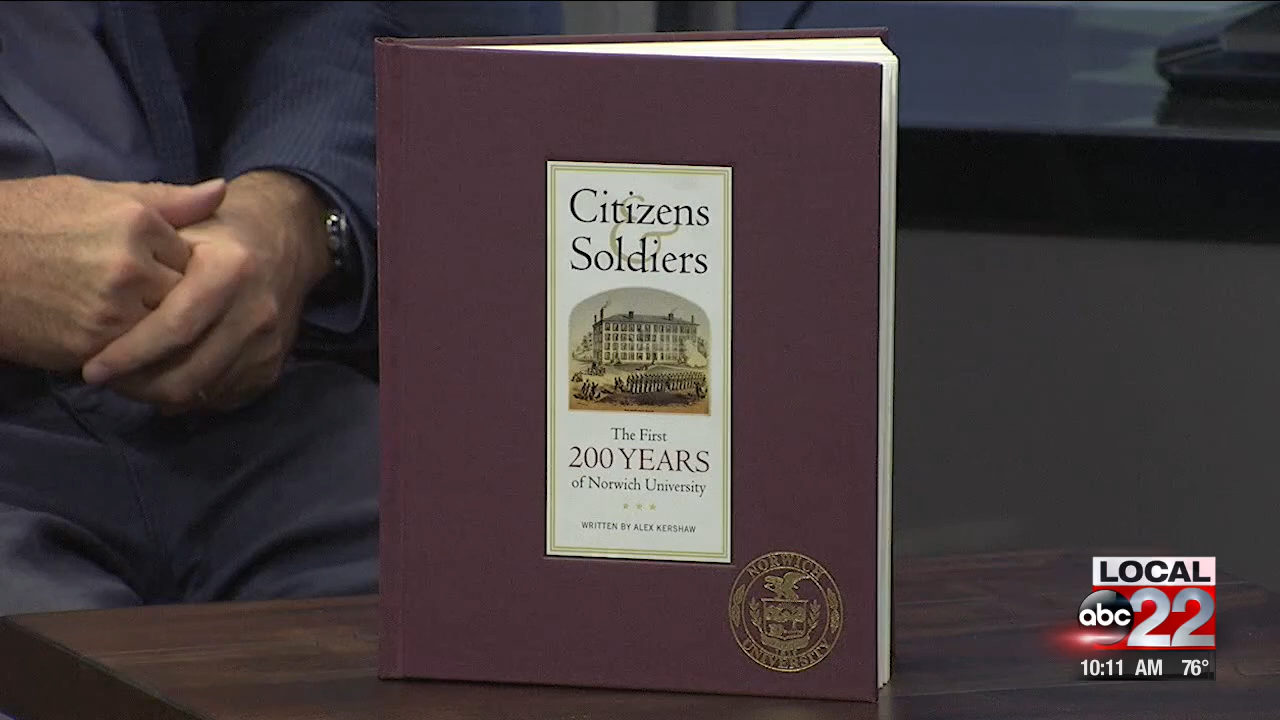 Citizens
&
Soldiers
The First
200 YEARS
of Norwich University
WRITTEN BY ALEX KERSHAW
NORWICH
UNIVERSITY
LOCAL
abc 22
10:11 AM 76°